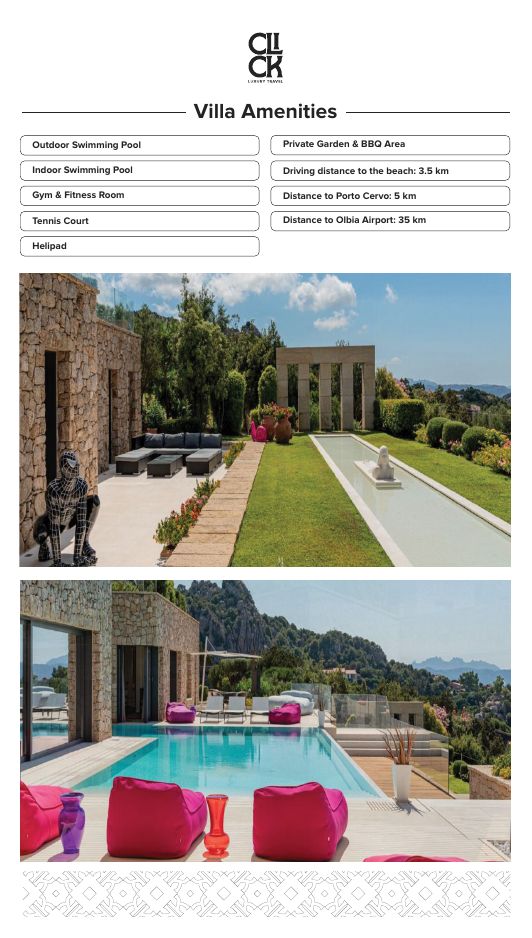 CLI
CK
LUXURY TRAVEL
Villa Amenities
Outdoor Swimming Pool
Indoor Swimming Pool
Gym & Fitness Room
Tennis Court
Helipad
Private Garden & BBQ Area
Driving distance to the beach: 3.5 km
Distance to Porto Cervo: 5 km
Distance to Olbia Airport: 35 km